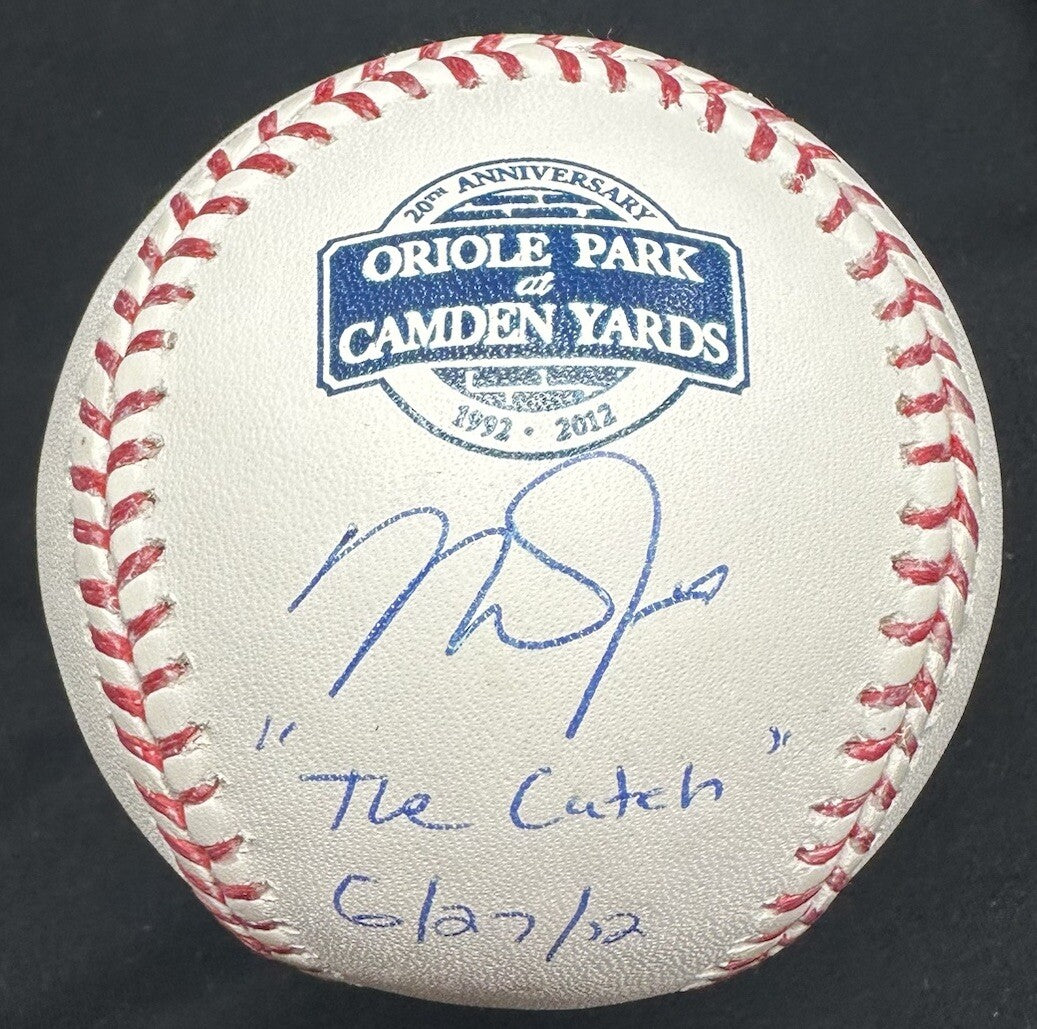 20TH ANNIVERSARY
ORIOLE PARK
at
CAMDEN YARDS
1992 · 2012
"The Catch"
6/27/12